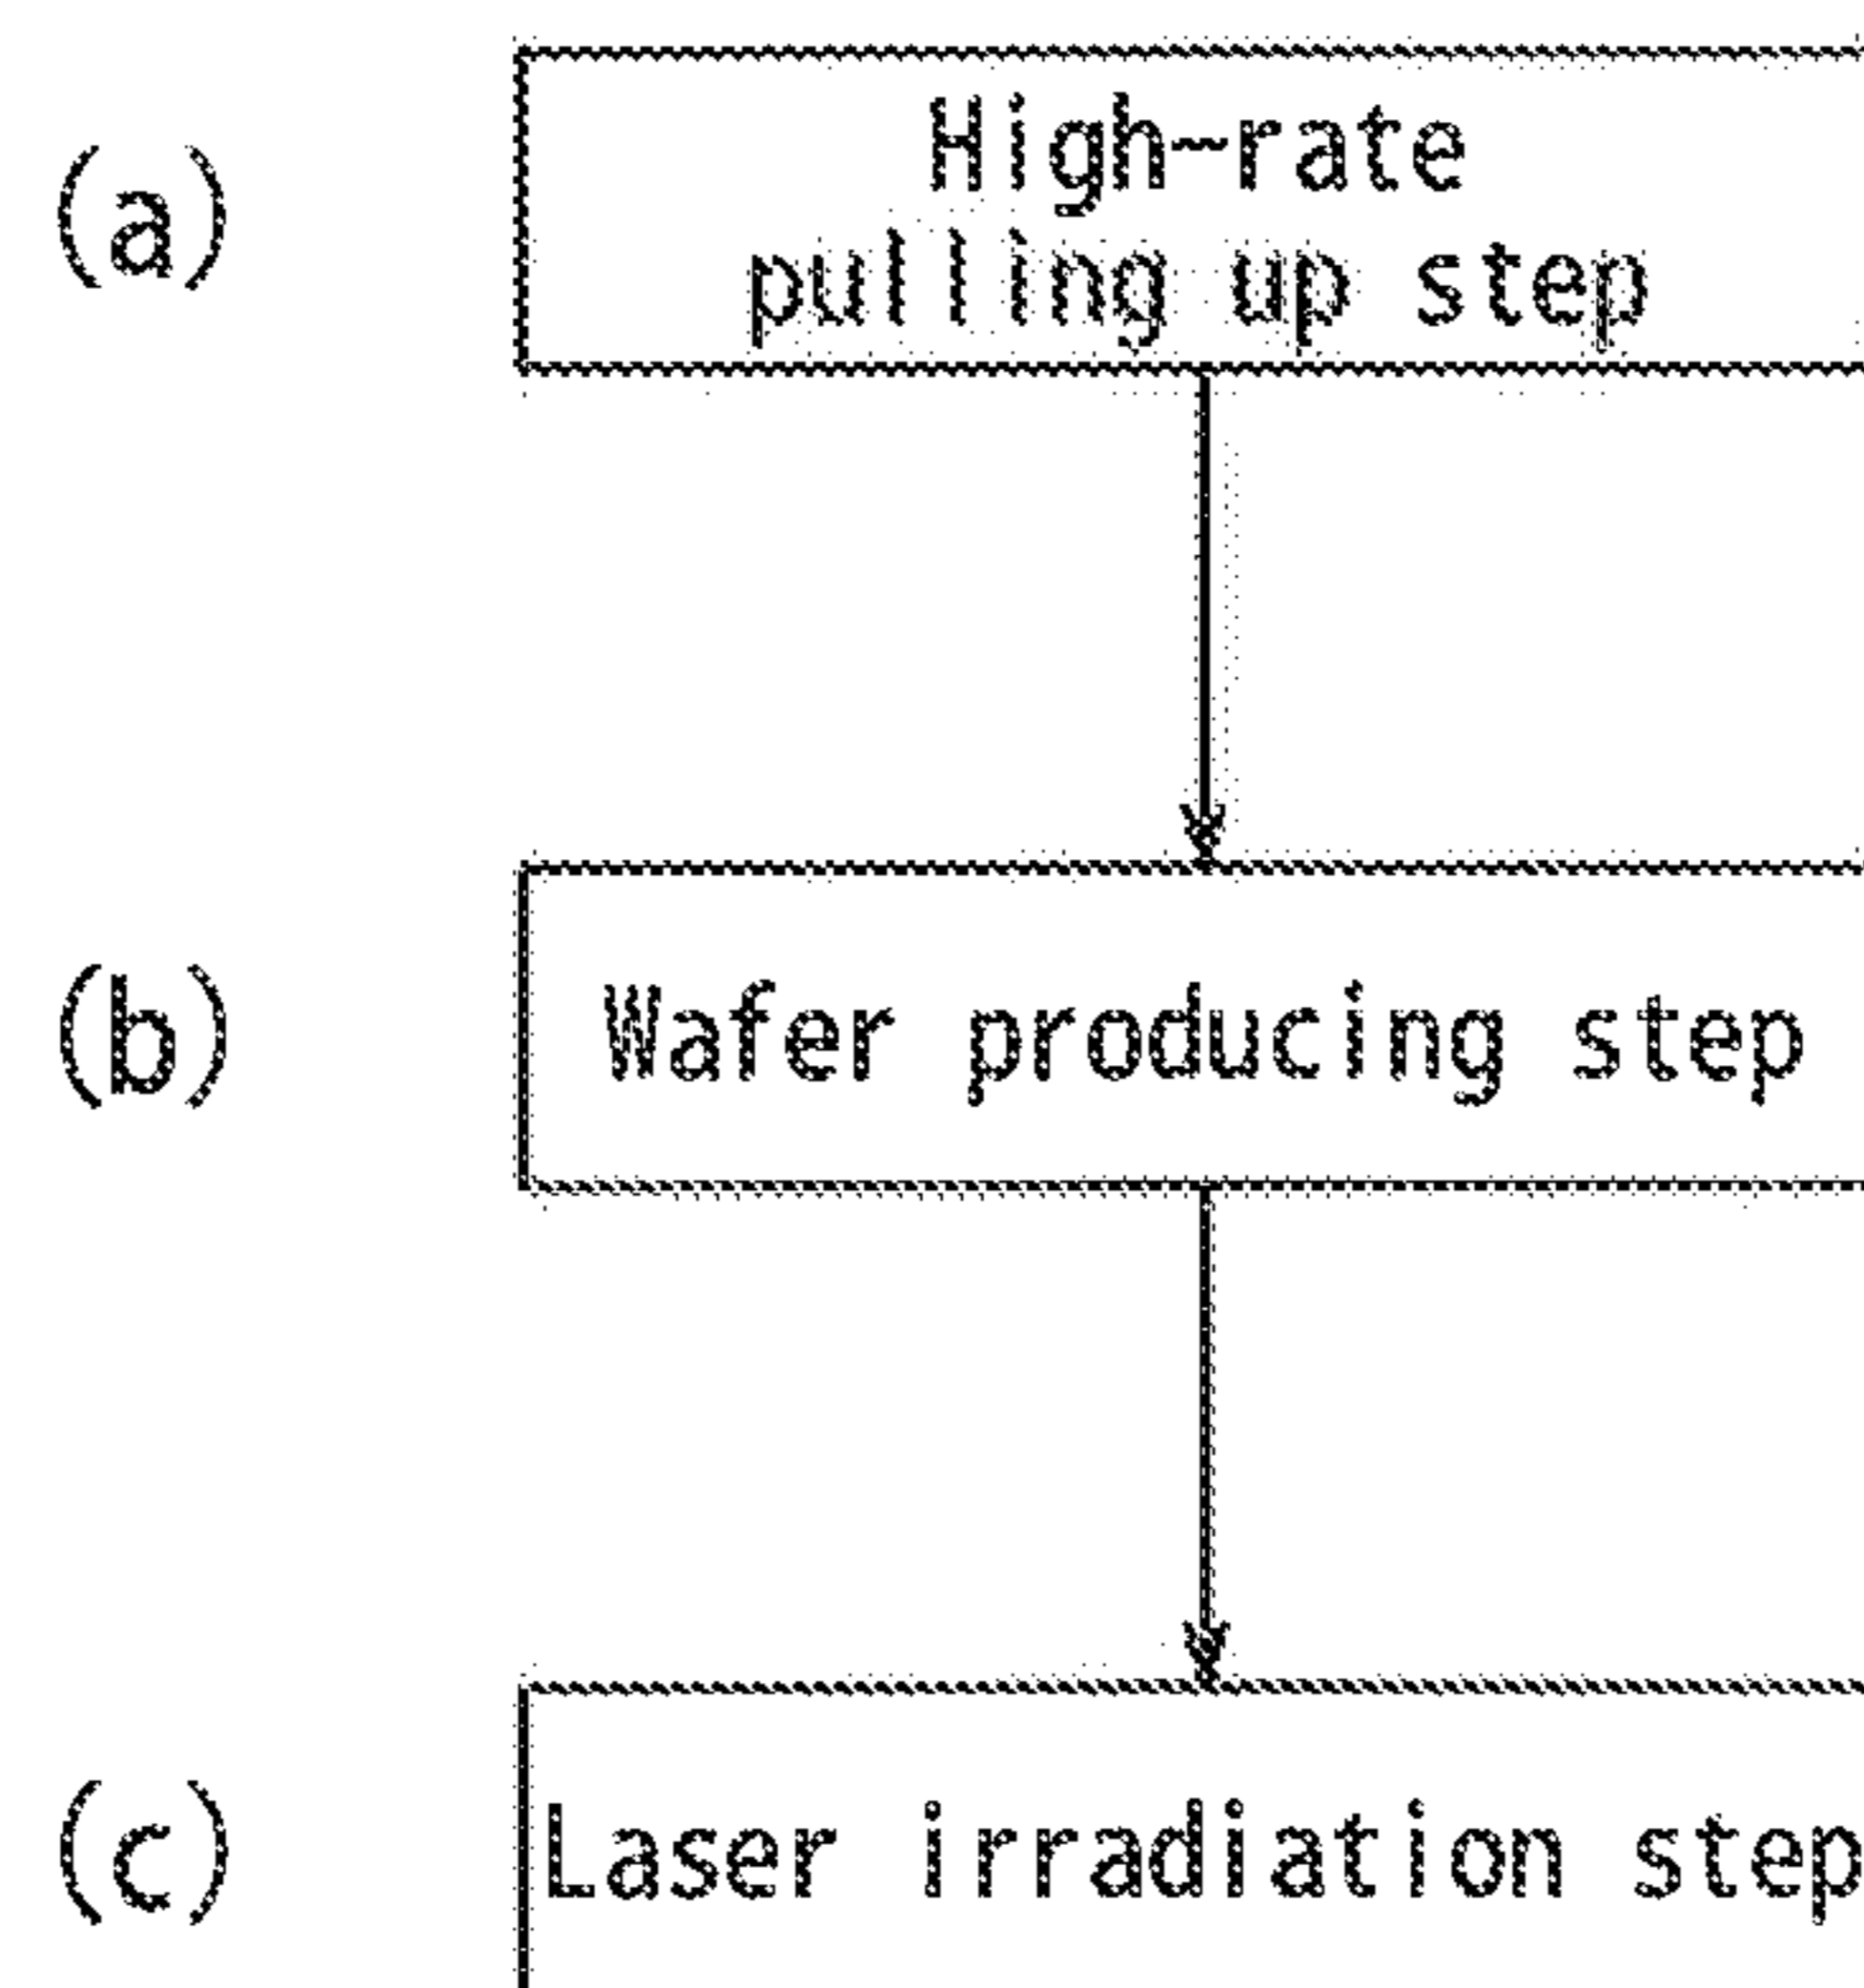 (a)
High-rate
pulling up step
(b)
Wafer producing step
(c)
Laser irradiation step